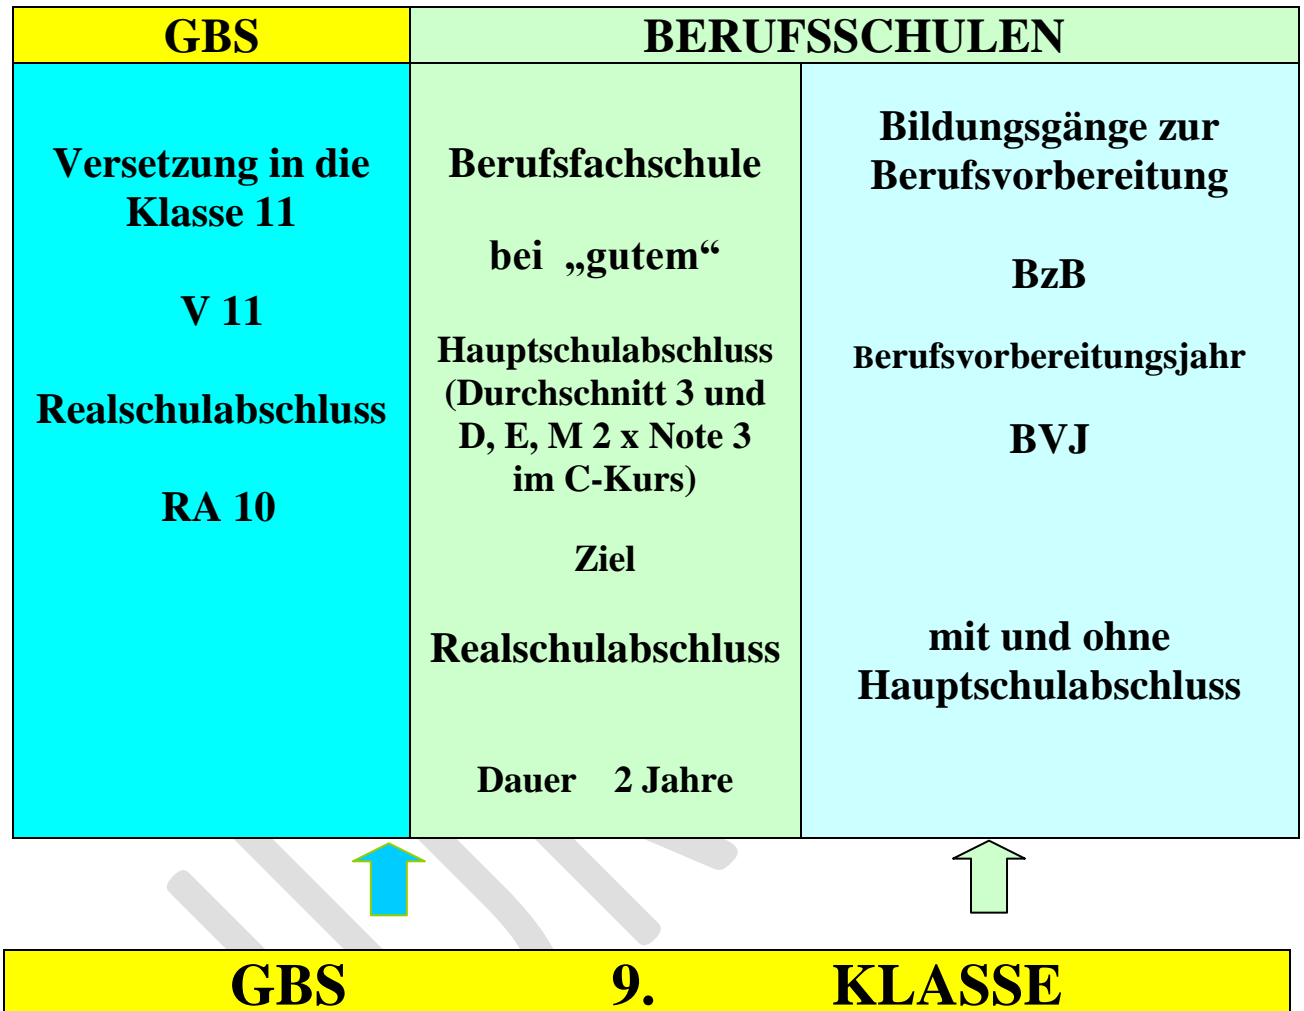 GBS
BERUFSSCHULEN
Versetzung in die
Klasse 11
V 11
Realschulabschluss
RA 10
Berufsfachschule
bei „gutem“
Hauptschulabschluss
(Durchschnitt 3 und
D, E, M 2 x Note 3
im C-Kurs)
Ziel
Realschulabschluss
Dauer 2 Jahre
Bildungsgänge zur
Berufsvorbereitung
BzB
Berufsvorbereitungsjahr
BVJ
mit und ohne
Hauptschulabschluss
GBS 9. KLASSE